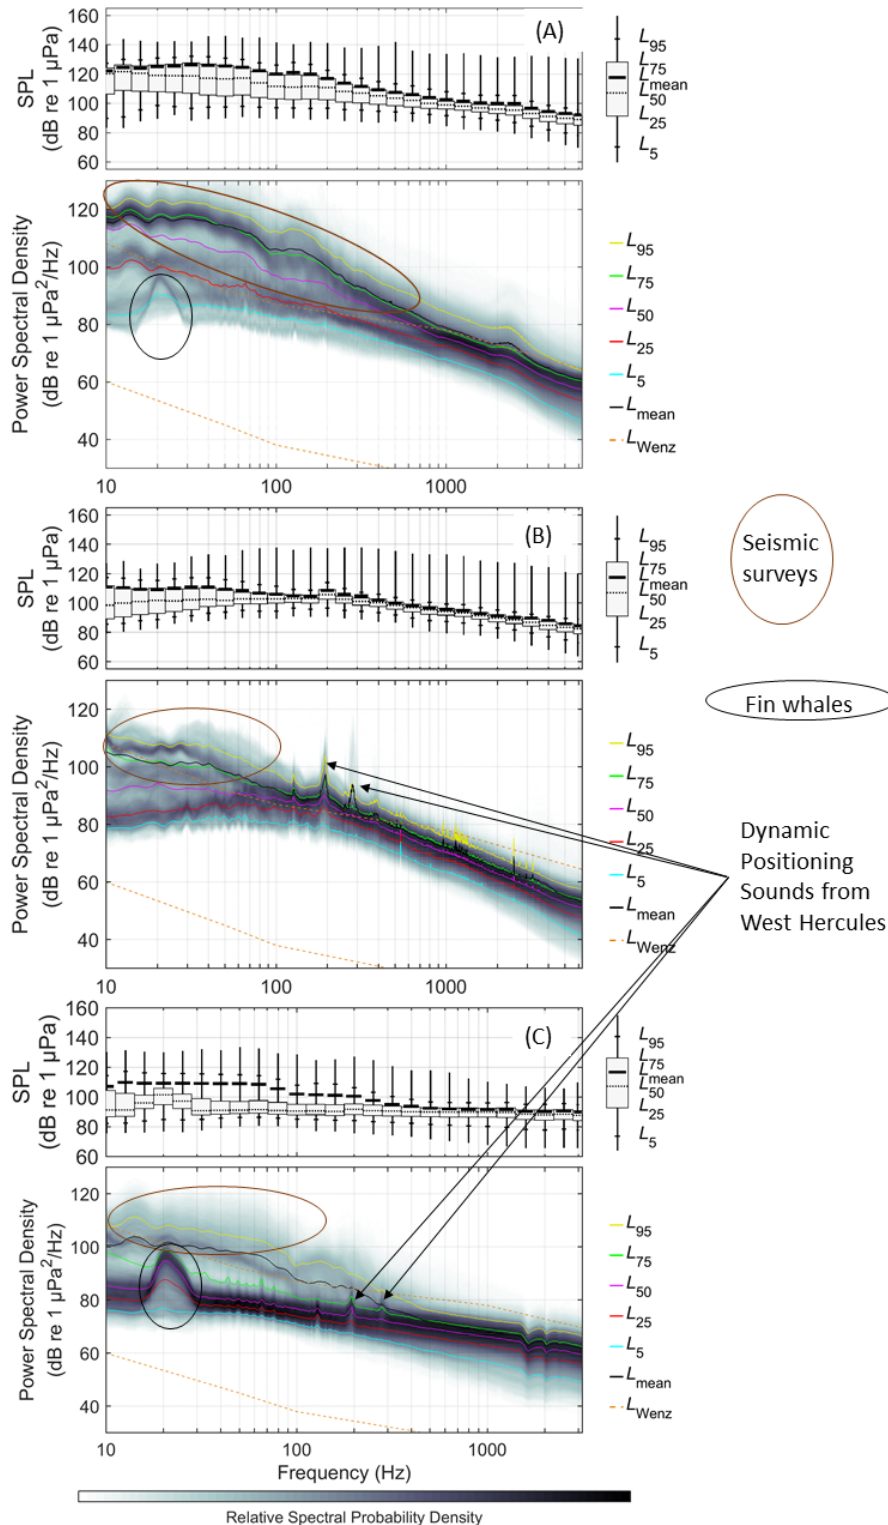 (A)
SPL
(dB re 1 µPa)
160
140
120
100
80
60
L95
L75
Lmean
L50
L25
L5
Power Spectral Density
(dB re 1 µPa²/Hz)
120
100
80
60
40
10
100
1000
L95
L75
L50
L25
L5
Lmean
LWenz
(B)
SPL
(dB re 1 µPa)
160
140
120
100
80
60
L95
L75
Lmean
L50
L25
L5
Seismic
surveys
Fin whales
Power Spectral Density
(dB re 1 µPa²/Hz)
120
100
80
60
40
10
100
1000
L95
L75
L50
L25
L5
Lmean
LWenz
Dynamic
Positioning
Sounds from
West Hercules
(C)
SPL
(dB re 1 µPa)
160
140
120
100
80
60
L95
L75
Lmean
L50
L25
L5
Power Spectral Density
(dB re 1 µPa²/Hz)
120
100
80
60
40
10
100
1000
L95
L75
L50
L25
L5
Lmean
LWenz
Frequency (Hz)
Relative Spectral Probability Density